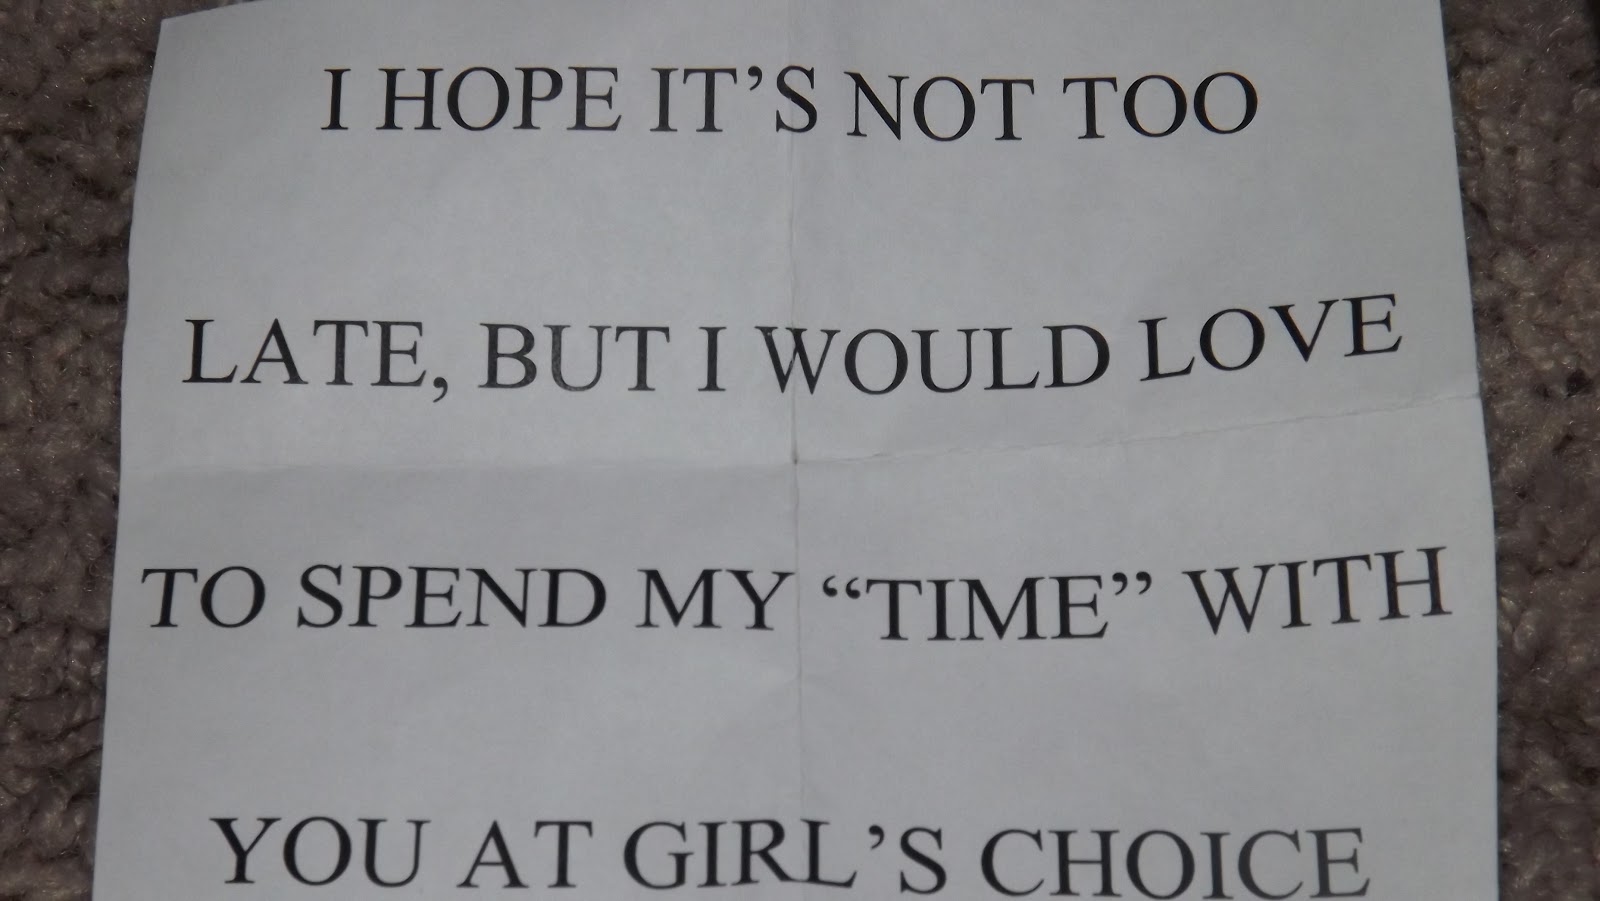 I HOPE IT’S NOT TOO
LATE, BUT I WOULD LOVE
TO SPEND MY “TIME” WITH
YOU AT GIRL’S CHOICE